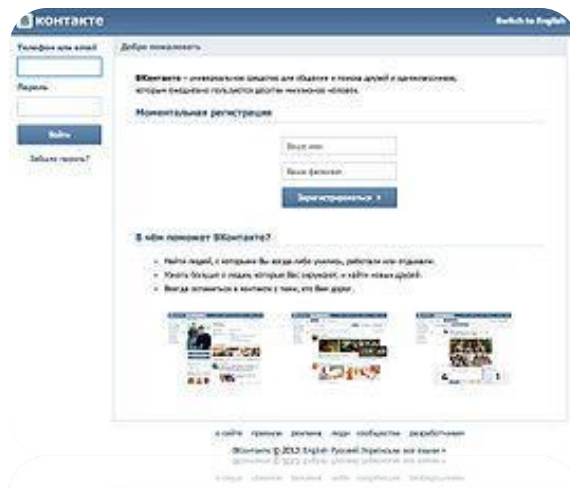 контакте
Switch to English
Телефон или email
Добро пожаловать
Пароль
ВКонтакте – универсальное средство для общения и поиска друзей и одноклассников,
которым ежедневно пользуются десятки миллионов человек.
Моментальная регистрация
Войти
Ваше имя
Забыли пароль?
Ваша фамилия
Зарегистрироваться
В чём поможет ВКонтакте?
• Найти людей, с которыми Вы когда-либо учились, работали или отдыхали.
• Узнать больше о людях, которые Вас окружают, и найти новых друзей.
• Всегда оставаться в контакте с теми, кто Вам дорог.
о сайте правила реклама люди сообщества разработчикам
ВКонтакте © English Русский Українська все языки »